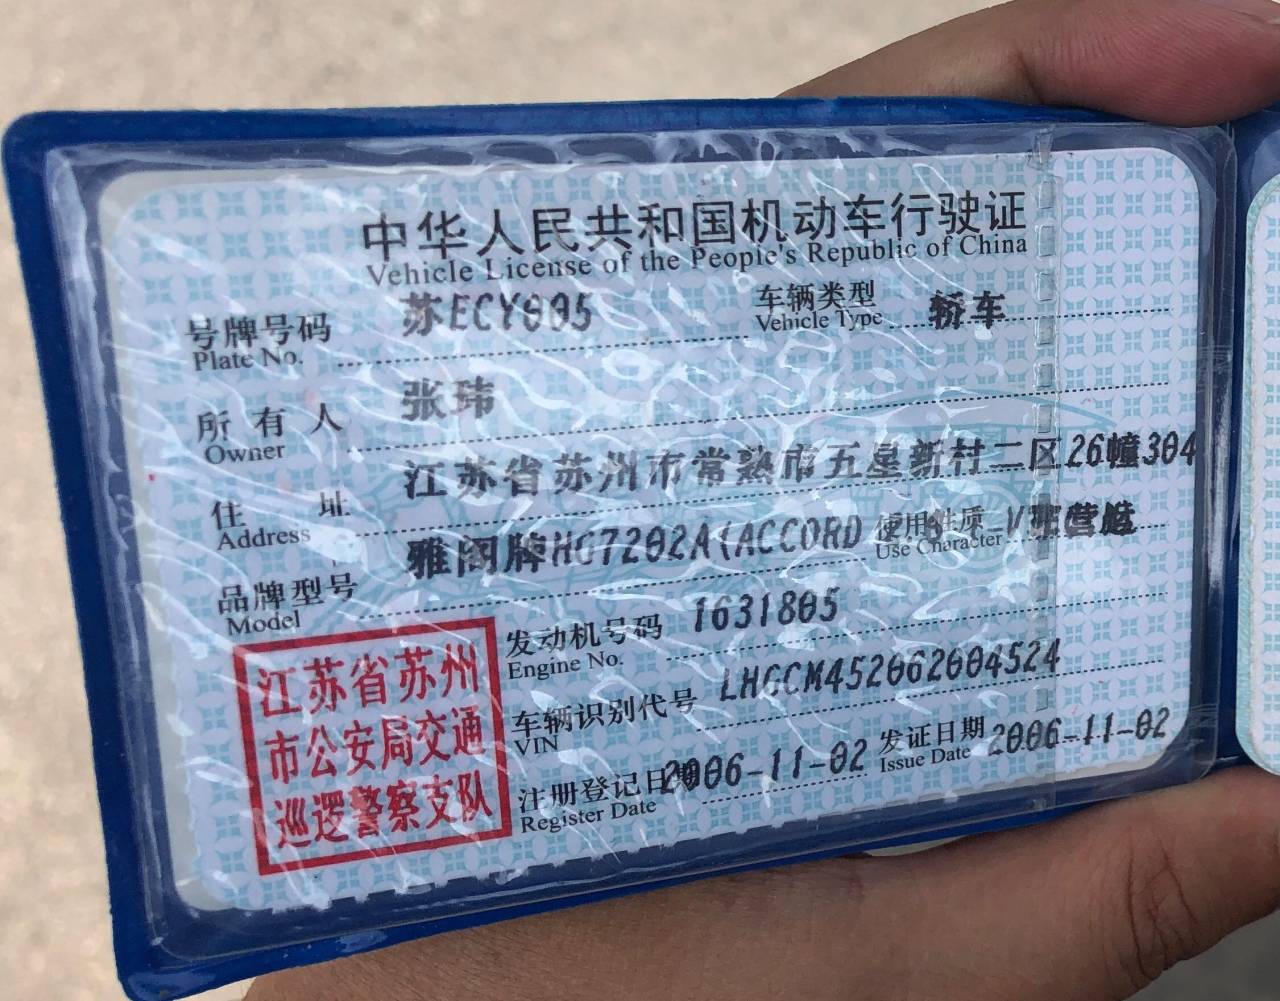 中华人民共和国机动车行驶证
Vehicle License of the People's Republic of China
号牌号码 苏ECY005 车辆类型 轿车
Plate No. Vehicle Type
所有人 张玮
Owner
住址 江苏省苏州市常熟市五星新村二区26幢304
Address
品牌型号 雅阁牌HG7202A(ACCORD 使用性质 非营运
Model Use Character
发动机号码 1631805
Engine No.
车辆识别代号 LHGCM452062004524
VIN
注册登记日期 2006-11-02 发证日期 2006-11-02
Register Date Issue Date
江苏省苏州
市公安局交通
巡逻警察支队